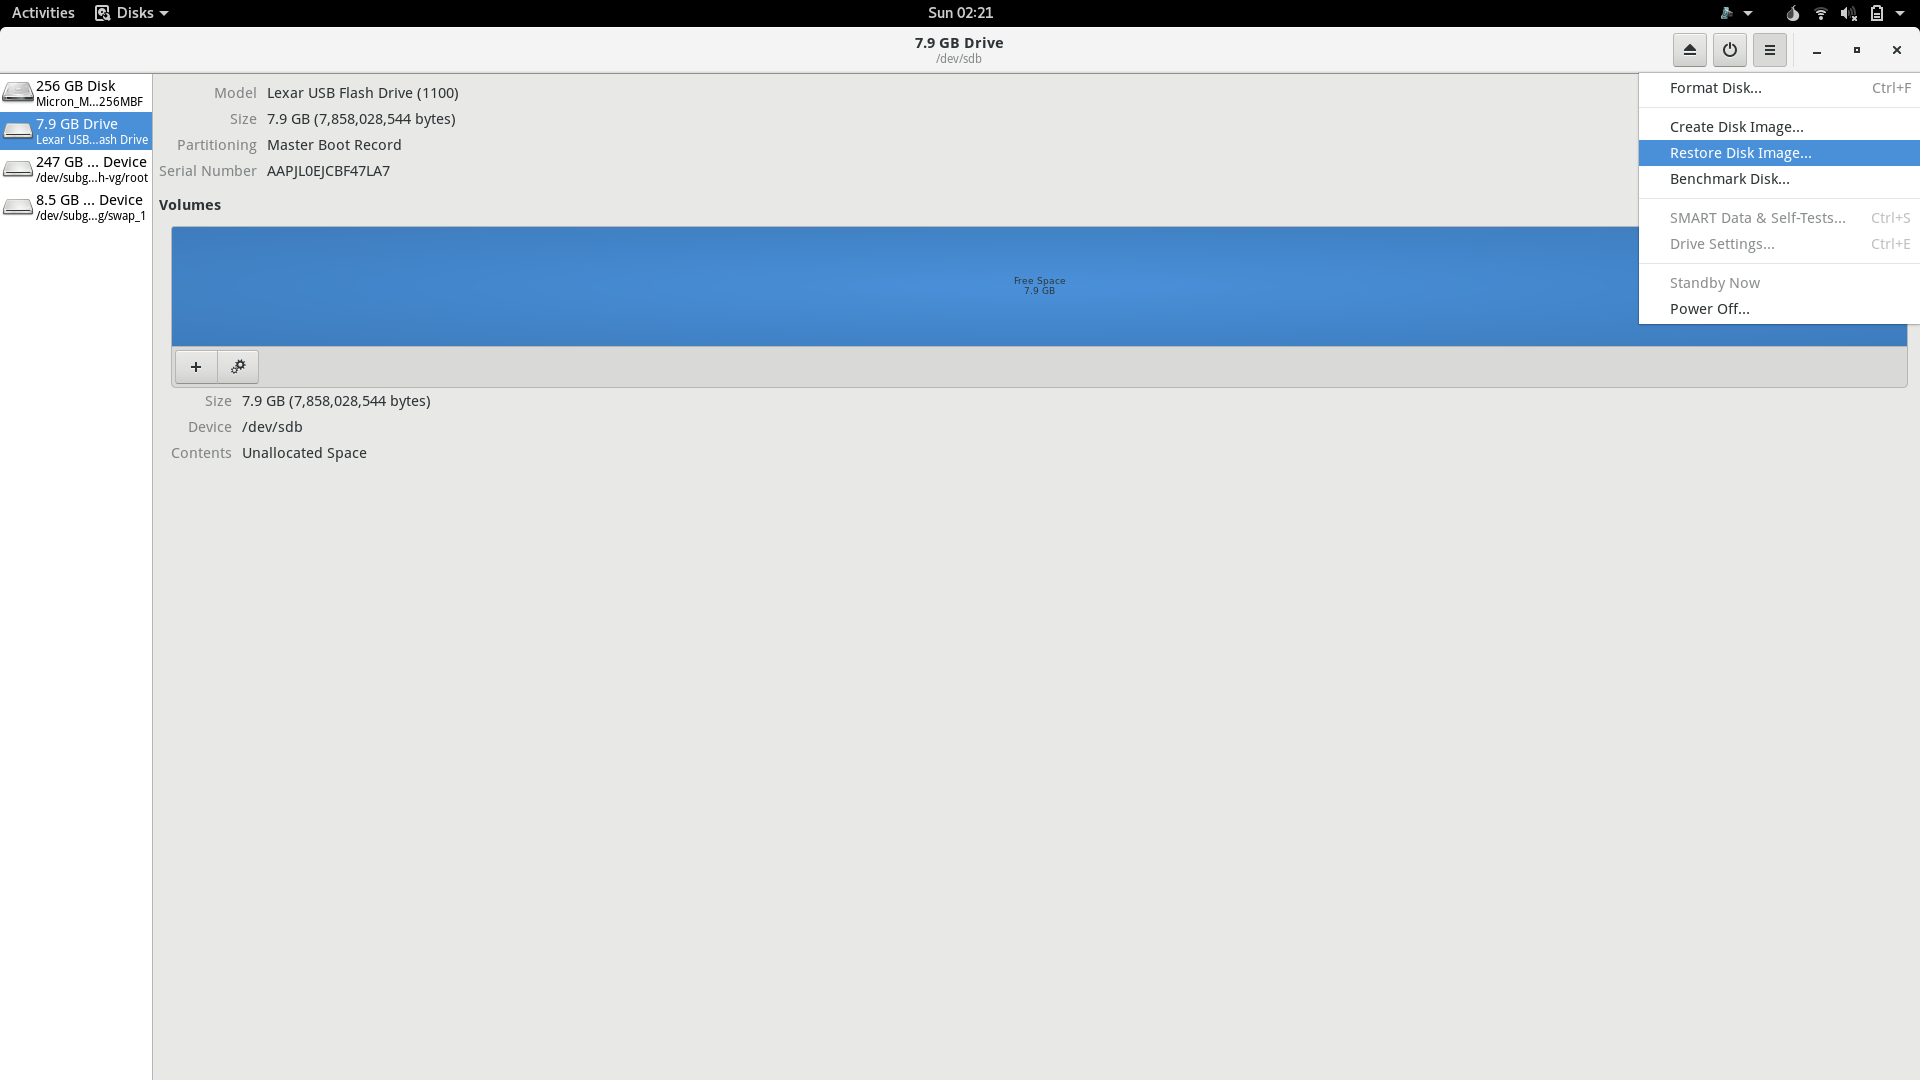 Activities Disks Sun 02:21
7.9 GB Drive
/dev/sdb
256 GB Disk
Micron_M...256MBF
7.9 GB Drive
Lexar USB...ash Drive
247 GB ... Device
/dev/subg...h-vg/root
8.5 GB ... Device
/dev/subg...g/swap_1
Model Lexar USB Flash Drive (1100)
Size 7.9 GB (7,858,028,544 bytes)
Partitioning Master Boot Record
Serial Number AAPJL0EJCBF47LA7
Volumes
Free Space
7.9 GB
Size 7.9 GB (7,858,028,544 bytes)
Device /dev/sdb
Contents Unallocated Space
Format Disk... Ctrl+F
Create Disk Image...
Restore Disk Image...
Benchmark Disk...
SMART Data & Self-Tests... Ctrl+S
Drive Settings... Ctrl+E
Standby Now
Power Off...